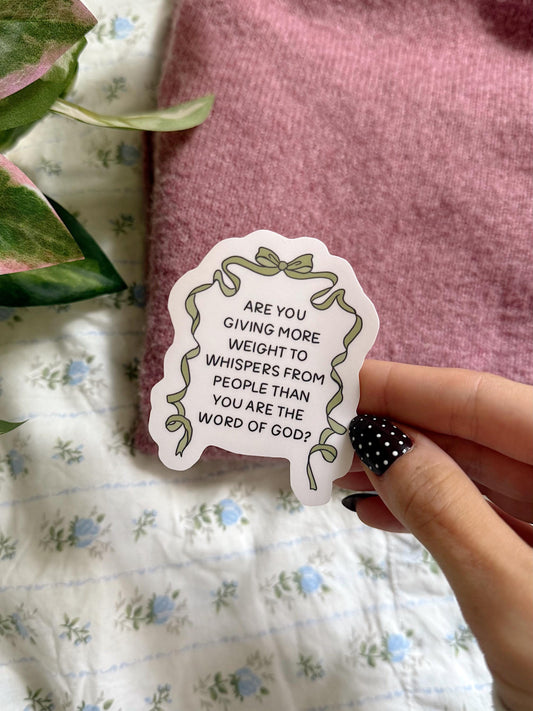 ARE YOU
GIVING MORE
WEIGHT TO
WHISPERS FROM
PEOPLE THAN
YOU ARE THE
WORD OF GOD?